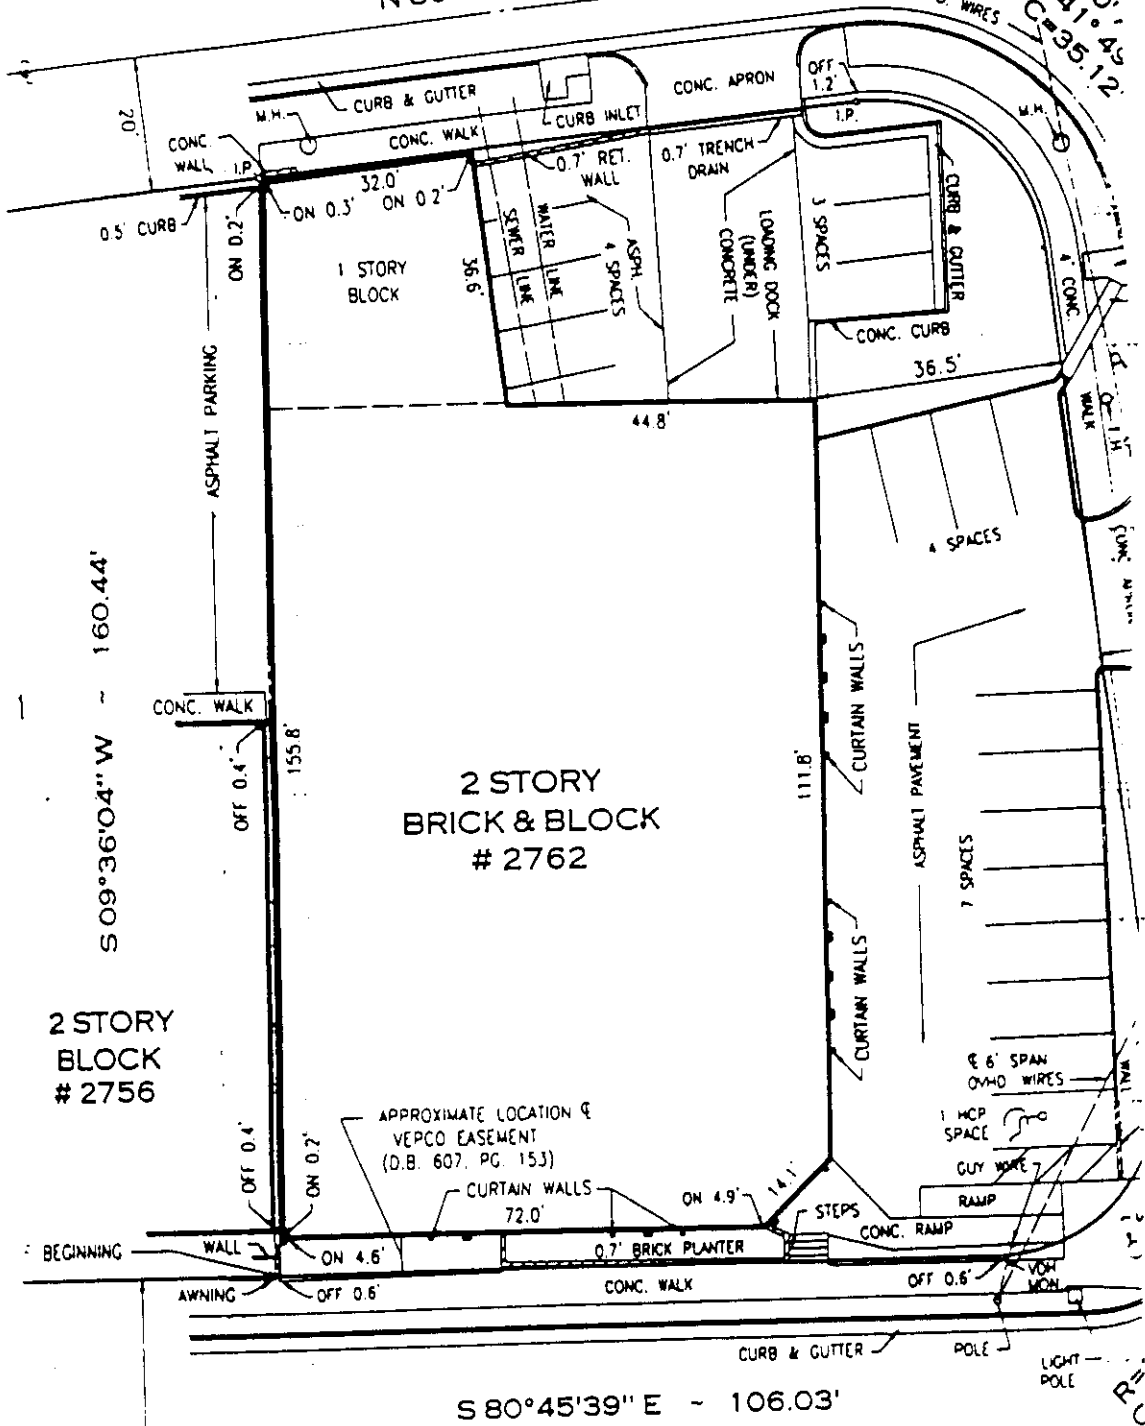 WIRES
41°49
C=35.12'
20'
CURB & GUTTER
M.H.
CONC. WALK
CURB INLET
CONC. APRON
OFF
1.2'
I.P.
M.H.
CONC.
WALL
I.P.
32.0'
0.7' RET.
WALL
0.7' TRENCH
DRAIN
0.5' CURB
ON 0.2'
ON 0.3'
ON 0.2'
1 STORY
BLOCK
36.6'
SEWER LINE
WATER LINE
4 SPACES
ASPH.
CONCRETE
(UNDER)
LOADING DOCK
3 SPACES
CURB & GUTTER
4' CONC.
WALK
CONC. CURB
36.5'
44.8'
ASPHALT PARKING
4 SPACES
S 09°36'04" W ~ 160.44'
CONC. WALK
OFF 0.4'
155.8'
2 STORY
BRICK & BLOCK
# 2762
111.8'
CURTAIN WALLS
ASPHALT PAVEMENT
7 SPACES
CURTAIN WALLS
2 STORY
BLOCK
# 2756
℄ 6' SPAN
OVHD WIRES
WALL
1 HCP
SPACE
GUY WIRE
APPROXIMATE LOCATION ℄
VEPCO EASEMENT
(D.B. 607, PG. 153)
OFF 0.4'
ON 0.2'
CURTAIN WALLS
72.0'
ON 4.9'
14.1'
STEPS
RAMP
CONC. RAMP
BEGINNING
WALL
ON 4.6'
0.7' BRICK PLANTER
AWNING
OFF 0.6'
CONC. WALK
OFF 0.6'
VDH
MON
CURB & GUTTER
POLE
LIGHT
POLE
S 80°45'39" E ~ 106.03'
R=